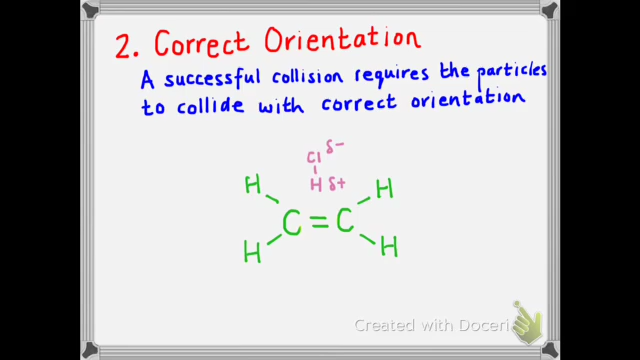 2. Correct Orientation
A successful collision requires the particles
to collide with correct orientation
Cl δ−
H δ+
H H
C = C
H H
Created with Doceri